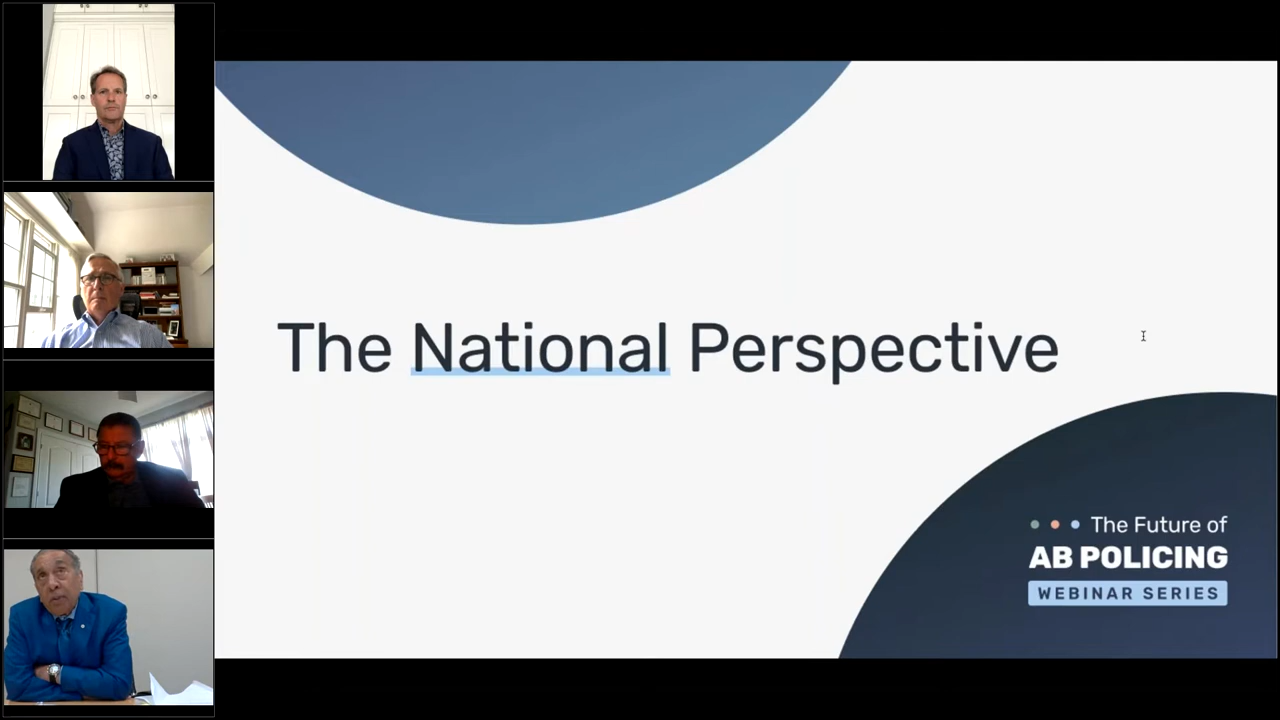 The National Perspective
The Future of
AB POLICING
WEBINAR SERIES